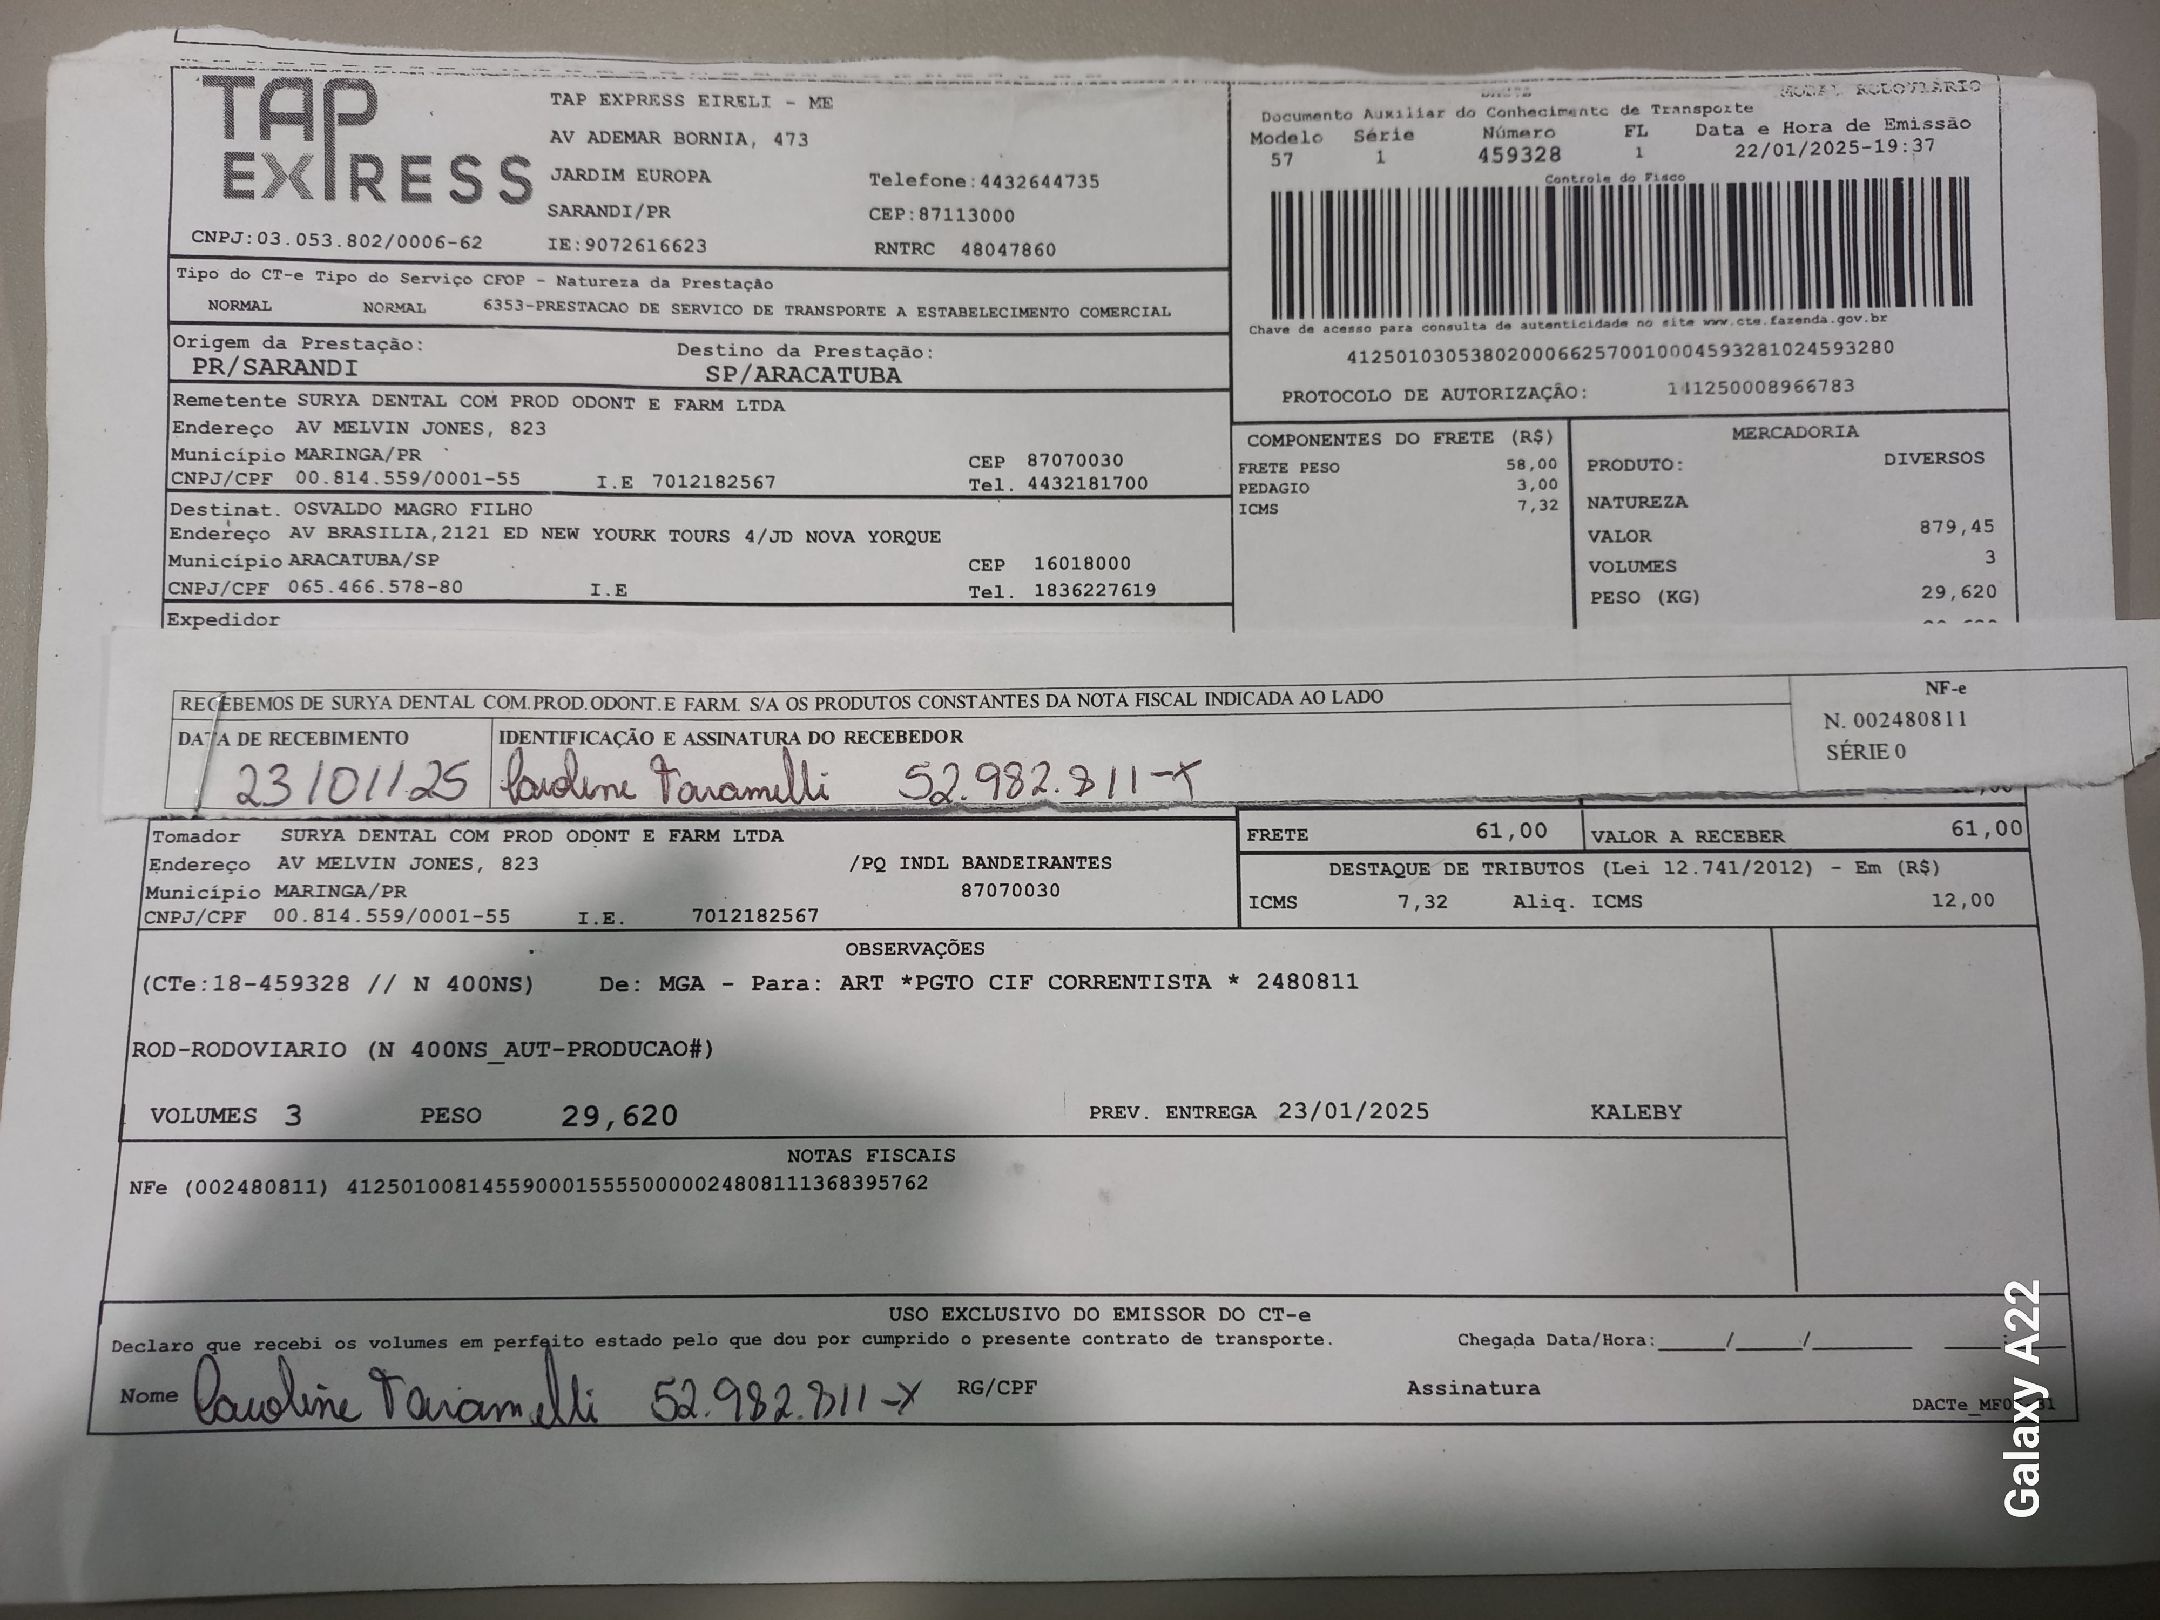 TAP EXPRESS
TAP EXPRESS EIRELI - ME
AV ADEMAR BORNIA, 473
JARDIM EUROPA
Telefone:4432644735
SARANDI/PR
CEP:87113000
CNPJ:03.053.802/0006-62
IE:9072616623
RNTRC 48047860
MODAL RODOVIÁRIO
Documento Auxiliar do Conhecimento de Transporte
Modelo Série Número FL Data e Hora de Emissão
57 1 459328 1 22/01/2025-19:37
Controle do Fisco
Chave de acesso para consulta de autenticidade no site www.cte.fazenda.gov.br
41250103053802000662570010004593281024593280
PROTOCOLO DE AUTORIZAÇÃO: 141250008966783
Tipo do CT-e Tipo do Serviço CFOP - Natureza da Prestação
NORMAL NORMAL 6353-PRESTACAO DE SERVICO DE TRANSPORTE A ESTABELECIMENTO COMERCIAL
Origem da Prestação: Destino da Prestação:
PR/SARANDI SP/ARACATUBA
Remetente SURYA DENTAL COM PROD ODONT E FARM LTDA
Endereço AV MELVIN JONES, 823
Município MARINGA/PR CEP 87070030
CNPJ/CPF 00.814.559/0001-55 I.E 7012182567 Tel. 4432181700
Destinat. OSVALDO MAGRO FILHO
Endereço AV BRASILIA,2121 ED NEW YOURK TOURS 4/JD NOVA YORQUE
Município ARACATUBA/SP CEP 16018000
CNPJ/CPF 065.466.578-80 I.E Tel. 1836227619
Expedidor
COMPONENTES DO FRETE (R$)
FRETE PESO 58,00
PEDAGIO 3,00
ICMS 7,32
MERCADORIA
PRODUTO: DIVERSOS
NATUREZA
VALOR 879,45
VOLUMES 3
PESO (KG) 29,620
RECEBEMOS DE SURYA DENTAL COM.PROD.ODONT.E FARM. S/A OS PRODUTOS CONSTANTES DA NOTA FISCAL INDICADA AO LADO
NF-e
N. 002480811
SÉRIE 0
DATA DE RECEBIMENTO IDENTIFICAÇÃO E ASSINATURA DO RECEBEDOR
23/01/25 Caroline Taramelli 52.982.811-X
Tomador SURYA DENTAL COM PROD ODONT E FARM LTDA
Endereço AV MELVIN JONES, 823 /PQ INDL BANDEIRANTES
Município MARINGA/PR 87070030
CNPJ/CPF 00.814.559/0001-55 I.E. 7012182567
FRETE 61,00 VALOR A RECEBER 61,00
DESTAQUE DE TRIBUTOS (Lei 12.741/2012) - Em (R$)
ICMS 7,32 Aliq. ICMS 12,00
OBSERVAÇÕES
(CTe:18-459328 // N 400NS) De: MGA - Para: ART *PGTO CIF CORRENTISTA * 2480811
ROD-RODOVIARIO (N 400NS_AUT-PRODUCAO#)
VOLUMES 3 PESO 29,620 PREV. ENTREGA 23/01/2025 KALEBY
NOTAS FISCAIS
NFe (002480811) 41250100814559000155550000024808111368395762
USO EXCLUSIVO DO EMISSOR DO CT-e
Declaro que recebi os volumes em perfeito estado pelo que dou por cumprido o presente contrato de transporte. Chegada Data/Hora:____/____/____
Nome Caroline Taramelli 52.982.811-X RG/CPF Assinatura
Galaxy A22